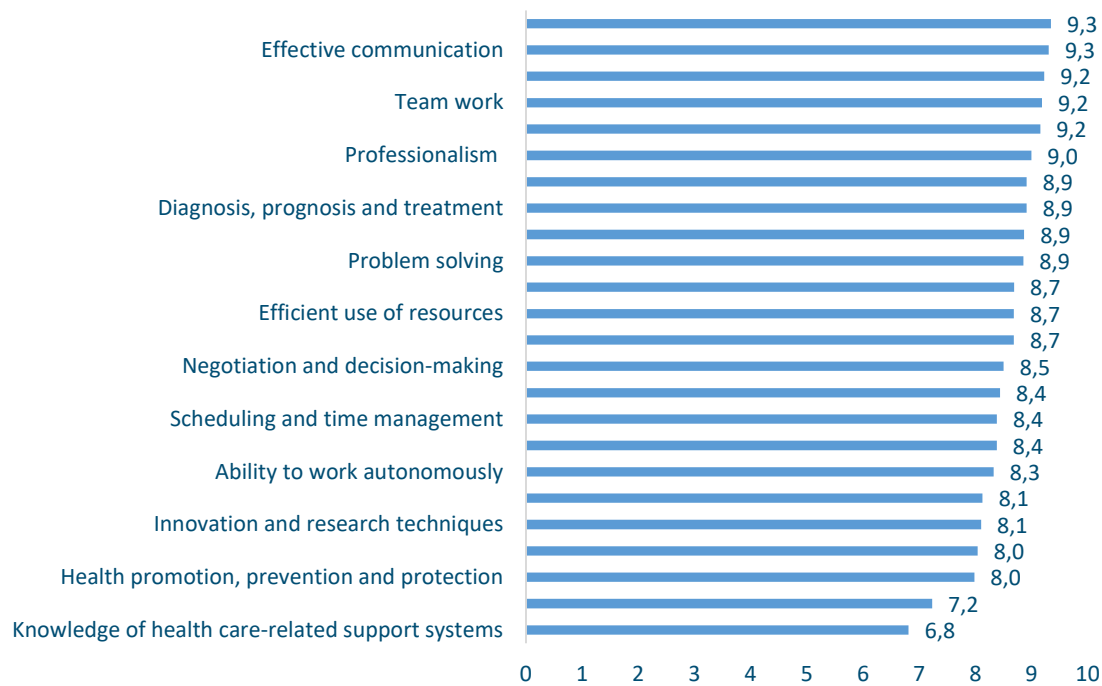 9,3
Effective communication 9,3
9,2
Team work 9,2
9,2
Professionalism 9,0
8,9
Diagnosis, prognosis and treatment 8,9
8,9
Problem solving 8,9
8,7
Efficient use of resources 8,7
8,7
Negotiation and decision-making 8,5
8,4
Scheduling and time management 8,4
8,4
Ability to work autonomously 8,3
8,1
Innovation and research techniques 8,1
8,0
Health promotion, prevention and protection 8,0
7,2
Knowledge of health care-related support systems 6,8
0 1 2 3 4 5 6 7 8 9 10